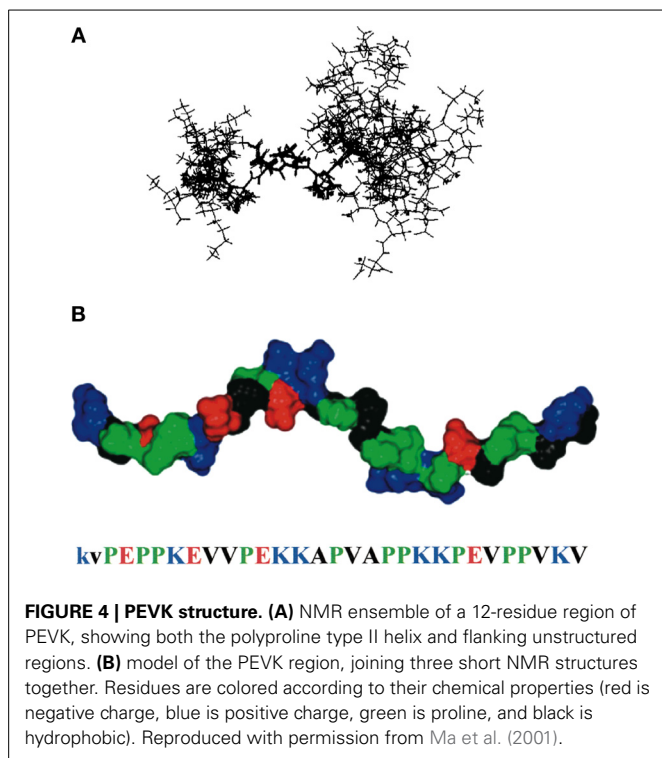 A
B
kvPEPPKEVVPEKKAPVAPPKKPEVPPVKV
FIGURE 4 | PEVK structure. (A) NMR ensemble of a 12-residue region of
PEVK, showing both the polyproline type II helix and flanking unstructured
regions. (B) model of the PEVK region, joining three short NMR structures
together. Residues are colored according to their chemical properties (red is
negative charge, blue is positive charge, green is proline, and black is
hydrophobic). Reproduced with permission from Ma et al. (2001).